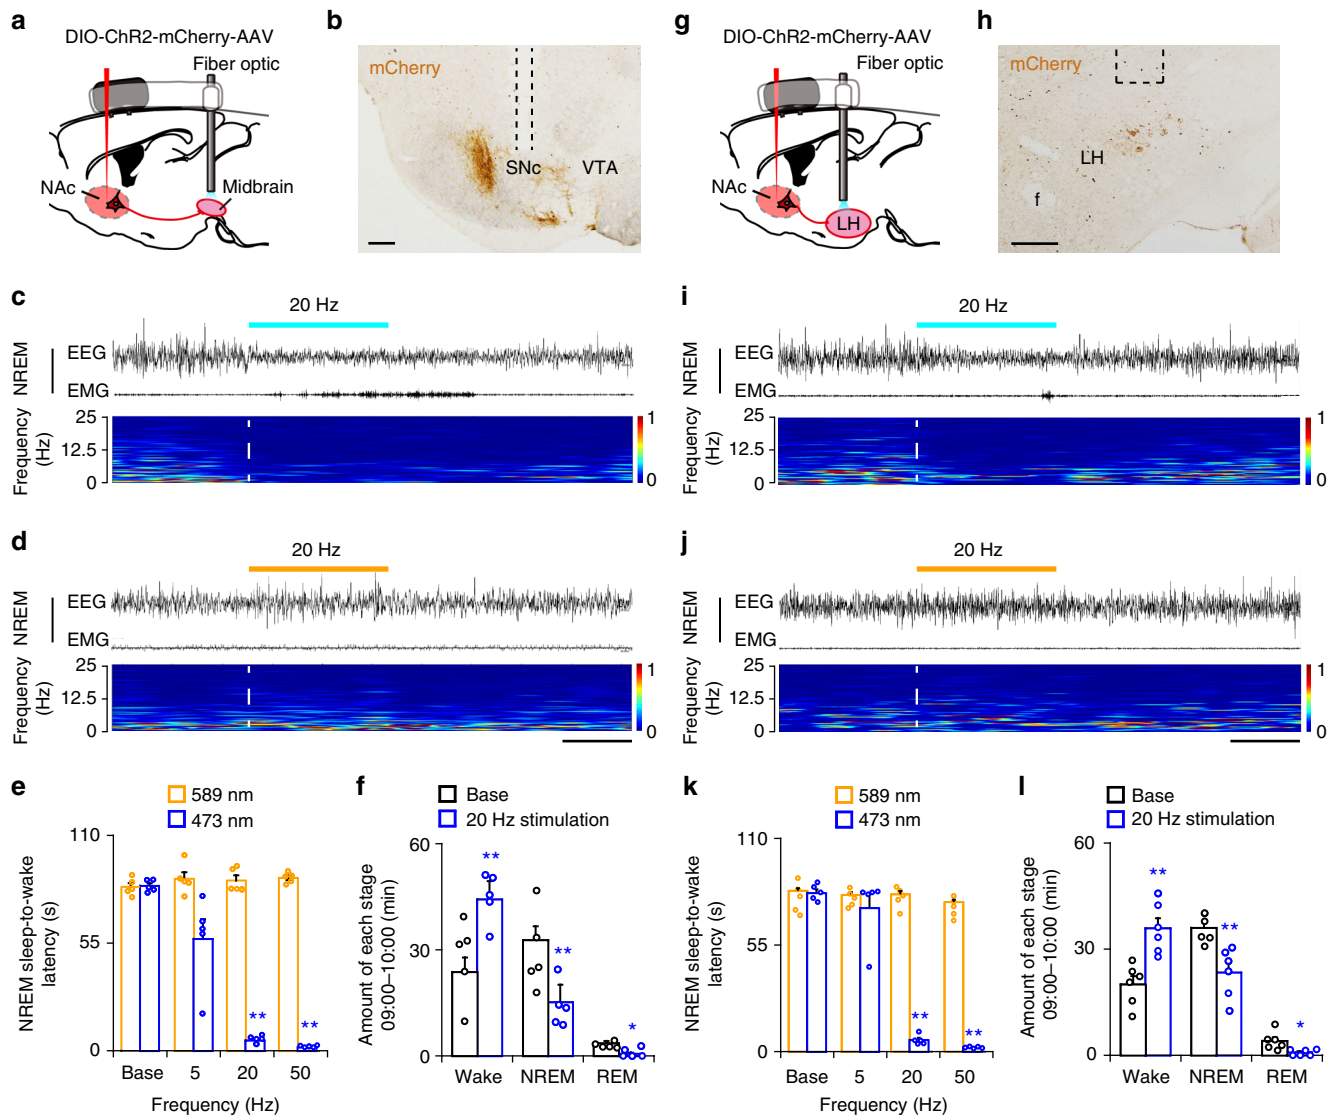 a
DIO-ChR2-mCherry-AAV
Fiber optic
NAc
Midbrain
b
mCherry
SNc
VTA
g
DIO-ChR2-mCherry-AAV
Fiber optic
NAc
LH
h
mCherry
LH
f
c
20 Hz
NREM
EEG
EMG
Frequency
(Hz)
25
12.5
0
1
0
i
20 Hz
NREM
EEG
EMG
Frequency
(Hz)
25
12.5
0
1
0
d
20 Hz
NREM
EEG
EMG
Frequency
(Hz)
25
12.5
0
1
0
j
20 Hz
NREM
EEG
EMG
Frequency
(Hz)
25
12.5
0
1
0
e
589 nm
473 nm
NREM sleep-to-wake
latency (s)
110
55
0
**
**
Base 5 20 50
Frequency (Hz)
f
Base
20 Hz stimulation
Amount of each stage
09:00–10:00 (min)
60
30
0
**
**
*
Wake NREM REM
k
589 nm
473 nm
NREM sleep-to-wake
latency (s)
110
55
0
**
**
Base 5 20 50
Frequency (Hz)
l
Base
20 Hz stimulation
Amount of each stage
09:00–10:00 (min)
60
30
0
**
**
*
Wake NREM REM